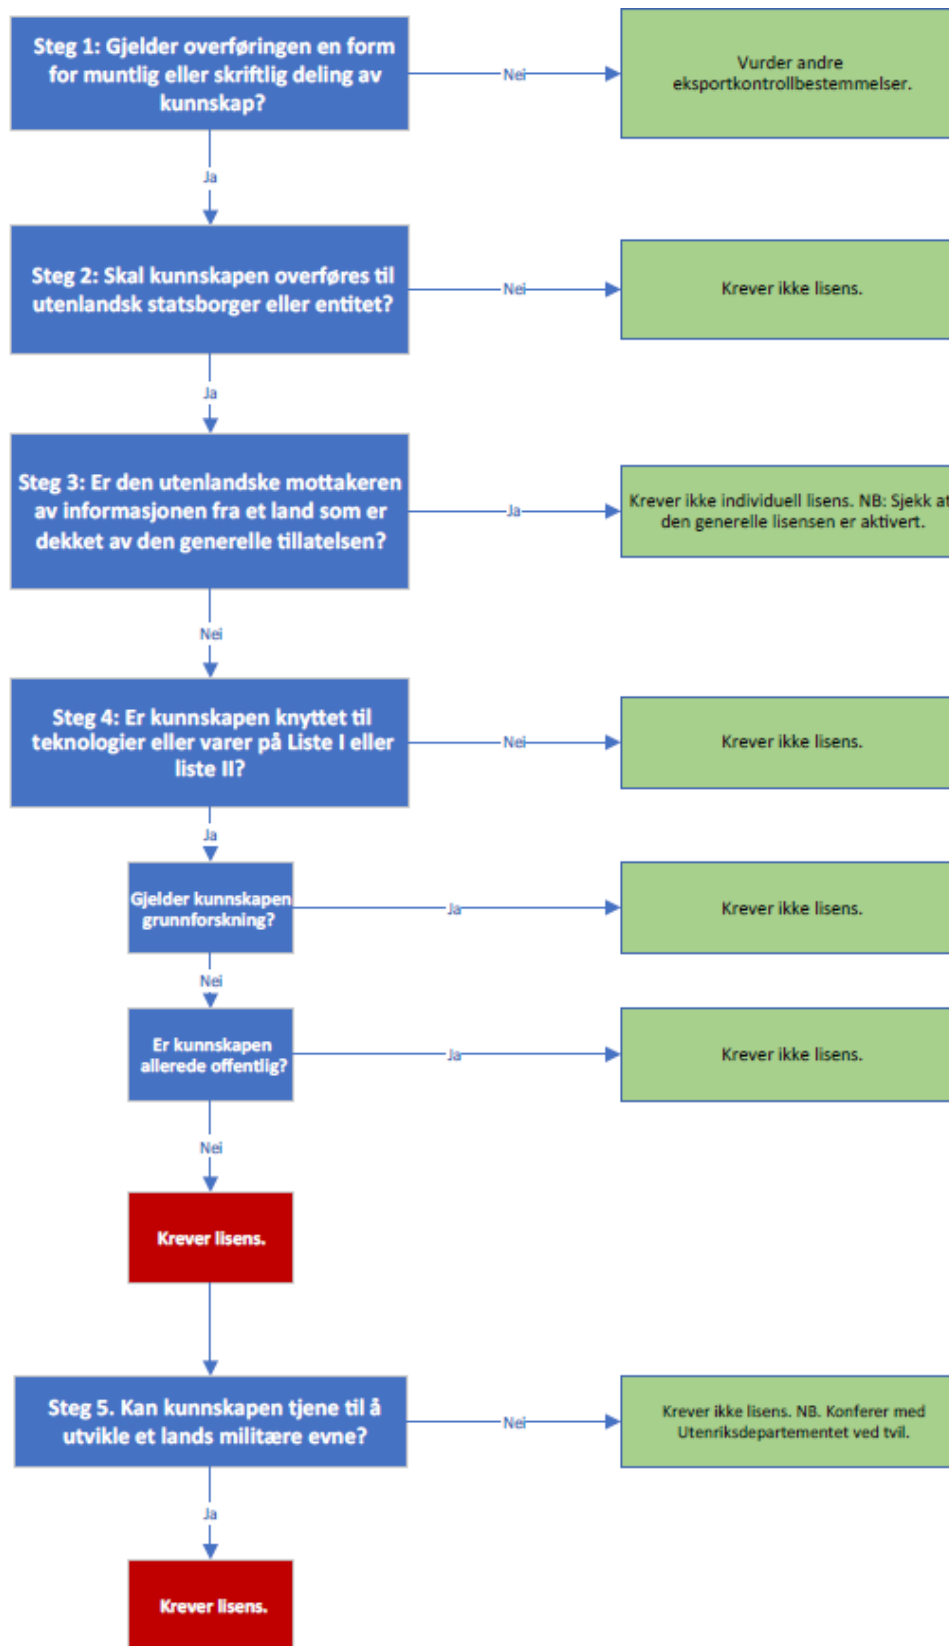 Steg 1: Gjelder overføringen en form
for muntlig eller skriftlig deling av
kunnskap?
Nei
Vurder andre
eksportkontrollbestemmelser.
Ja
Steg 2: Skal kunnskapen overføres til
utenlandsk statsborger eller entitet?
Nei
Krever ikke lisens.
Ja
Steg 3: Er den utenlandske mottakeren
av informasjonen fra et land som er
dekket av den generelle tillatelsen?
Ja
Krever ikke individuell lisens. NB: Sjekk at
den generelle lisensen er aktivert.
Nei
Steg 4: Er kunnskapen knyttet til
teknologier eller varer på Liste I eller
liste II?
Nei
Krever ikke lisens.
Ja
Gjelder kunnskapen
grunnforskning?
Ja
Krever ikke lisens.
Nei
Er kunnskapen
allerede offentlig?
Ja
Krever ikke lisens.
Nei
Krever lisens.
Steg 5. Kan kunnskapen tjene til å
utvikle et lands militære evne?
Nei
Krever ikke lisens. NB. Konferer med
Utenriksdepartementet ved tvil.
Ja
Krever lisens.